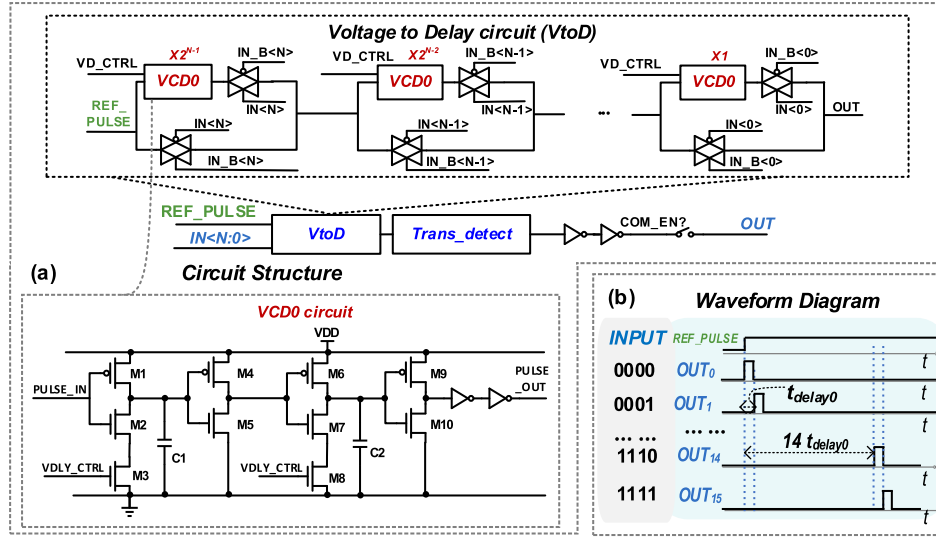 Voltage to Delay circuit (VtoD)
X2^{N-1}
IN_B<N>
VD_CTRL
VCD0
IN<N>
REF_
PULSE
IN<N>
IN_B<N>
X2^{N-2}
IN_B<N-1>
VD_CTRL
VCD0
IN<N-1>
IN<N-1>
IN_B<N-1>
...
X1
IN_B<0>
VD_CTRL
VCD0
IN<0>
OUT
IN<0>
IN_B<0>
REF_PULSE
IN<N:0>
VtoD
Trans_detect
COM_EN?
OUT
(a)
Circuit Structure
VCD0 circuit
VDD
M1
M4
M6
M9
PULSE
_OUT
PULSE_IN
M2
M5
M7
M10
C1
C2
VDLY_CTRL
M3
VDLY_CTRL
M8
(b)
Waveform Diagram
INPUT
REF_PULSE
t
0000
OUT0
t
0001
OUT1
tdelay0
t
... ...
... ...
1110
OUT14
14 tdelay0
t
1111
OUT15
t